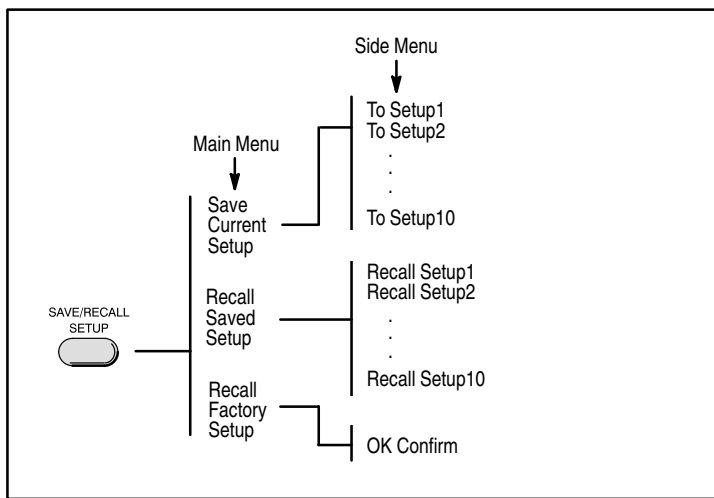 Side Menu
To Setup1
To Setup2
.
.
.
To Setup10
Main Menu
Save
Current
Setup
Recall Setup1
Recall Setup2
.
.
.
Recall Setup10
Recall
Saved
Setup
SAVE/RECALL
SETUP
Recall
Factory
Setup
OK Confirm